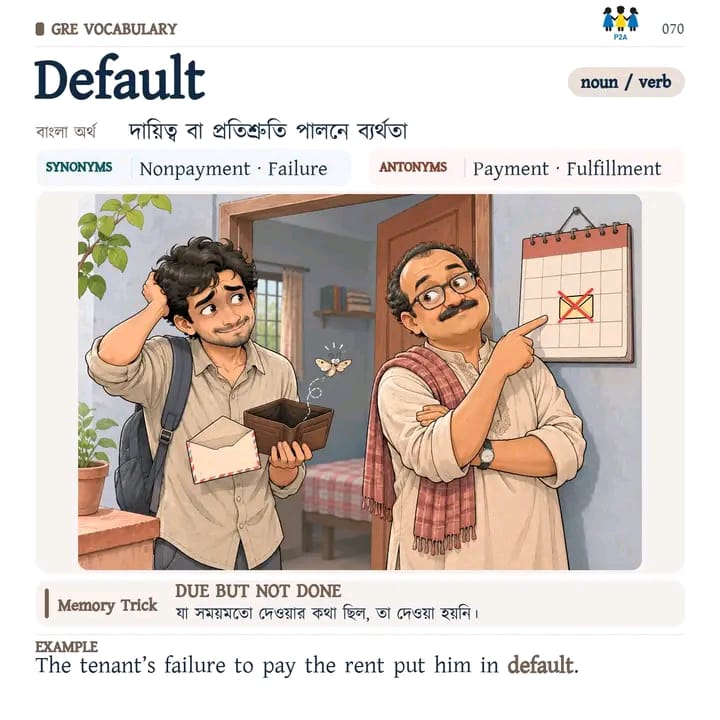 GRE VOCABULARY
P2A
070
Default
noun / verb
বাংলা অর্থ দায়িত্ব বা প্রতিশ্রুতি পালনে ব্যর্থতা
SYNONYMS Nonpayment · Failure
ANTONYMS Payment · Fulfillment
Memory Trick
DUE BUT NOT DONE
যা সময়মতো দেওয়ার কথা ছিল, তা দেওয়া হয়নি।
EXAMPLE
The tenant’s failure to pay the rent put him in default.